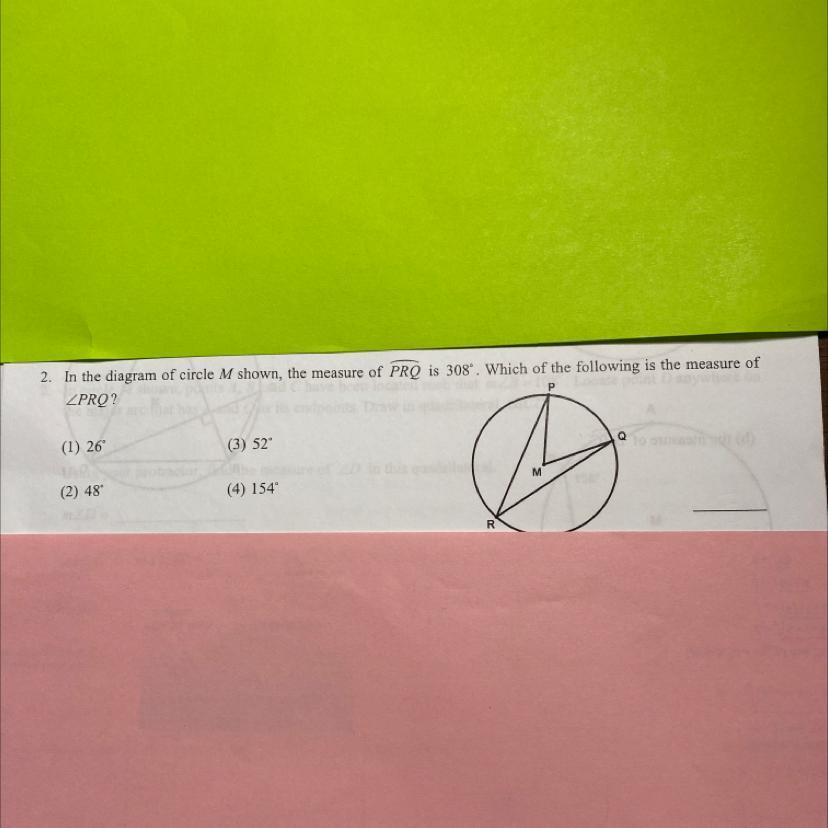 2. In the diagram of circle M shown, the measure of PRQ is 308°. Which of the following is the measure of
∠PRQ?
(1) 26°
(3) 52°
(2) 48°
(4) 154°
P
Q
M
R